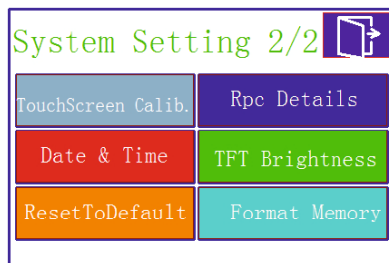 System Setting 2/2
TouchScreen Calib.
Rpc Details
Date & Time
TFT Brightness
ResetToDefault
Format Memory